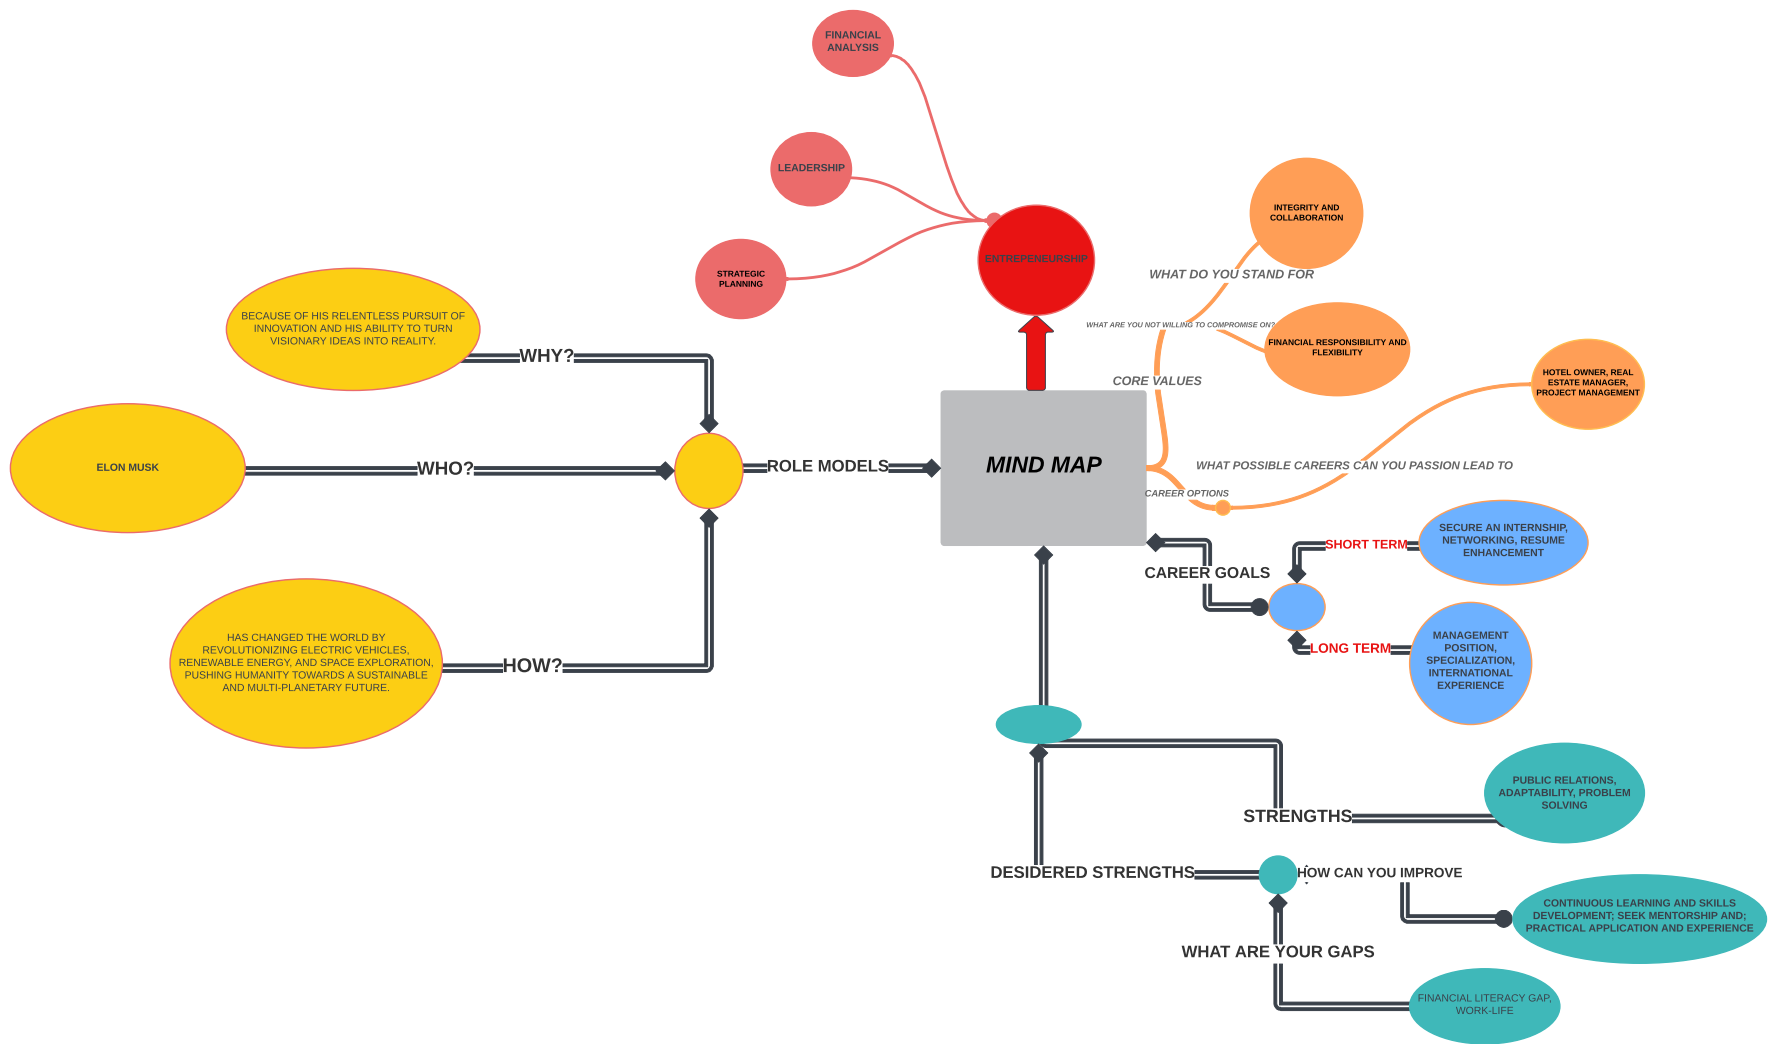 FINANCIAL
ANALYSIS
LEADERSHIP
STRATEGIC
PLANNING
ENTREPENEURSHIP
INTEGRITY AND
COLLABORATION
WHAT DO YOU STAND FOR
WHAT ARE YOU NOT WILLING TO COMPROMISE ON?
FINANCIAL RESPONSIBILITY AND
FLEXIBILITY
CORE VALUES
HOTEL OWNER, REAL
ESTATE MANAGER,
PROJECT MANAGEMENT
WHAT POSSIBLE CAREERS CAN YOU PASSION LEAD TO
CAREER OPTIONS
BECAUSE OF HIS RELENTLESS PURSUIT OF
INNOVATION AND HIS ABILITY TO TURN
VISIONARY IDEAS INTO REALITY.
WHY?
ELON MUSK
WHO?
ROLE MODELS
MIND MAP
HAS CHANGED THE WORLD BY
REVOLUTIONIZING ELECTRIC VEHICLES,
RENEWABLE ENERGY, AND SPACE EXPLORATION,
PUSHING HUMANITY TOWARDS A SUSTAINABLE
AND MULTI-PLANETARY FUTURE.
HOW?
CAREER GOALS
SHORT TERM
SECURE AN INTERNSHIP,
NETWORKING, RESUME
ENHANCEMENT
LONG TERM
MANAGEMENT
POSITION,
SPECIALIZATION,
INTERNATIONAL
EXPERIENCE
STRENGTHS
PUBLIC RELATIONS,
ADAPTABILITY, PROBLEM
SOLVING
DESIDERED STRENGTHS
HOW CAN YOU IMPROVE
CONTINUOUS LEARNING AND SKILLS
DEVELOPMENT; SEEK MENTORSHIP AND;
PRACTICAL APPLICATION AND EXPERIENCE
WHAT ARE YOUR GAPS
FINANCIAL LITERACY GAP,
WORK-LIFE